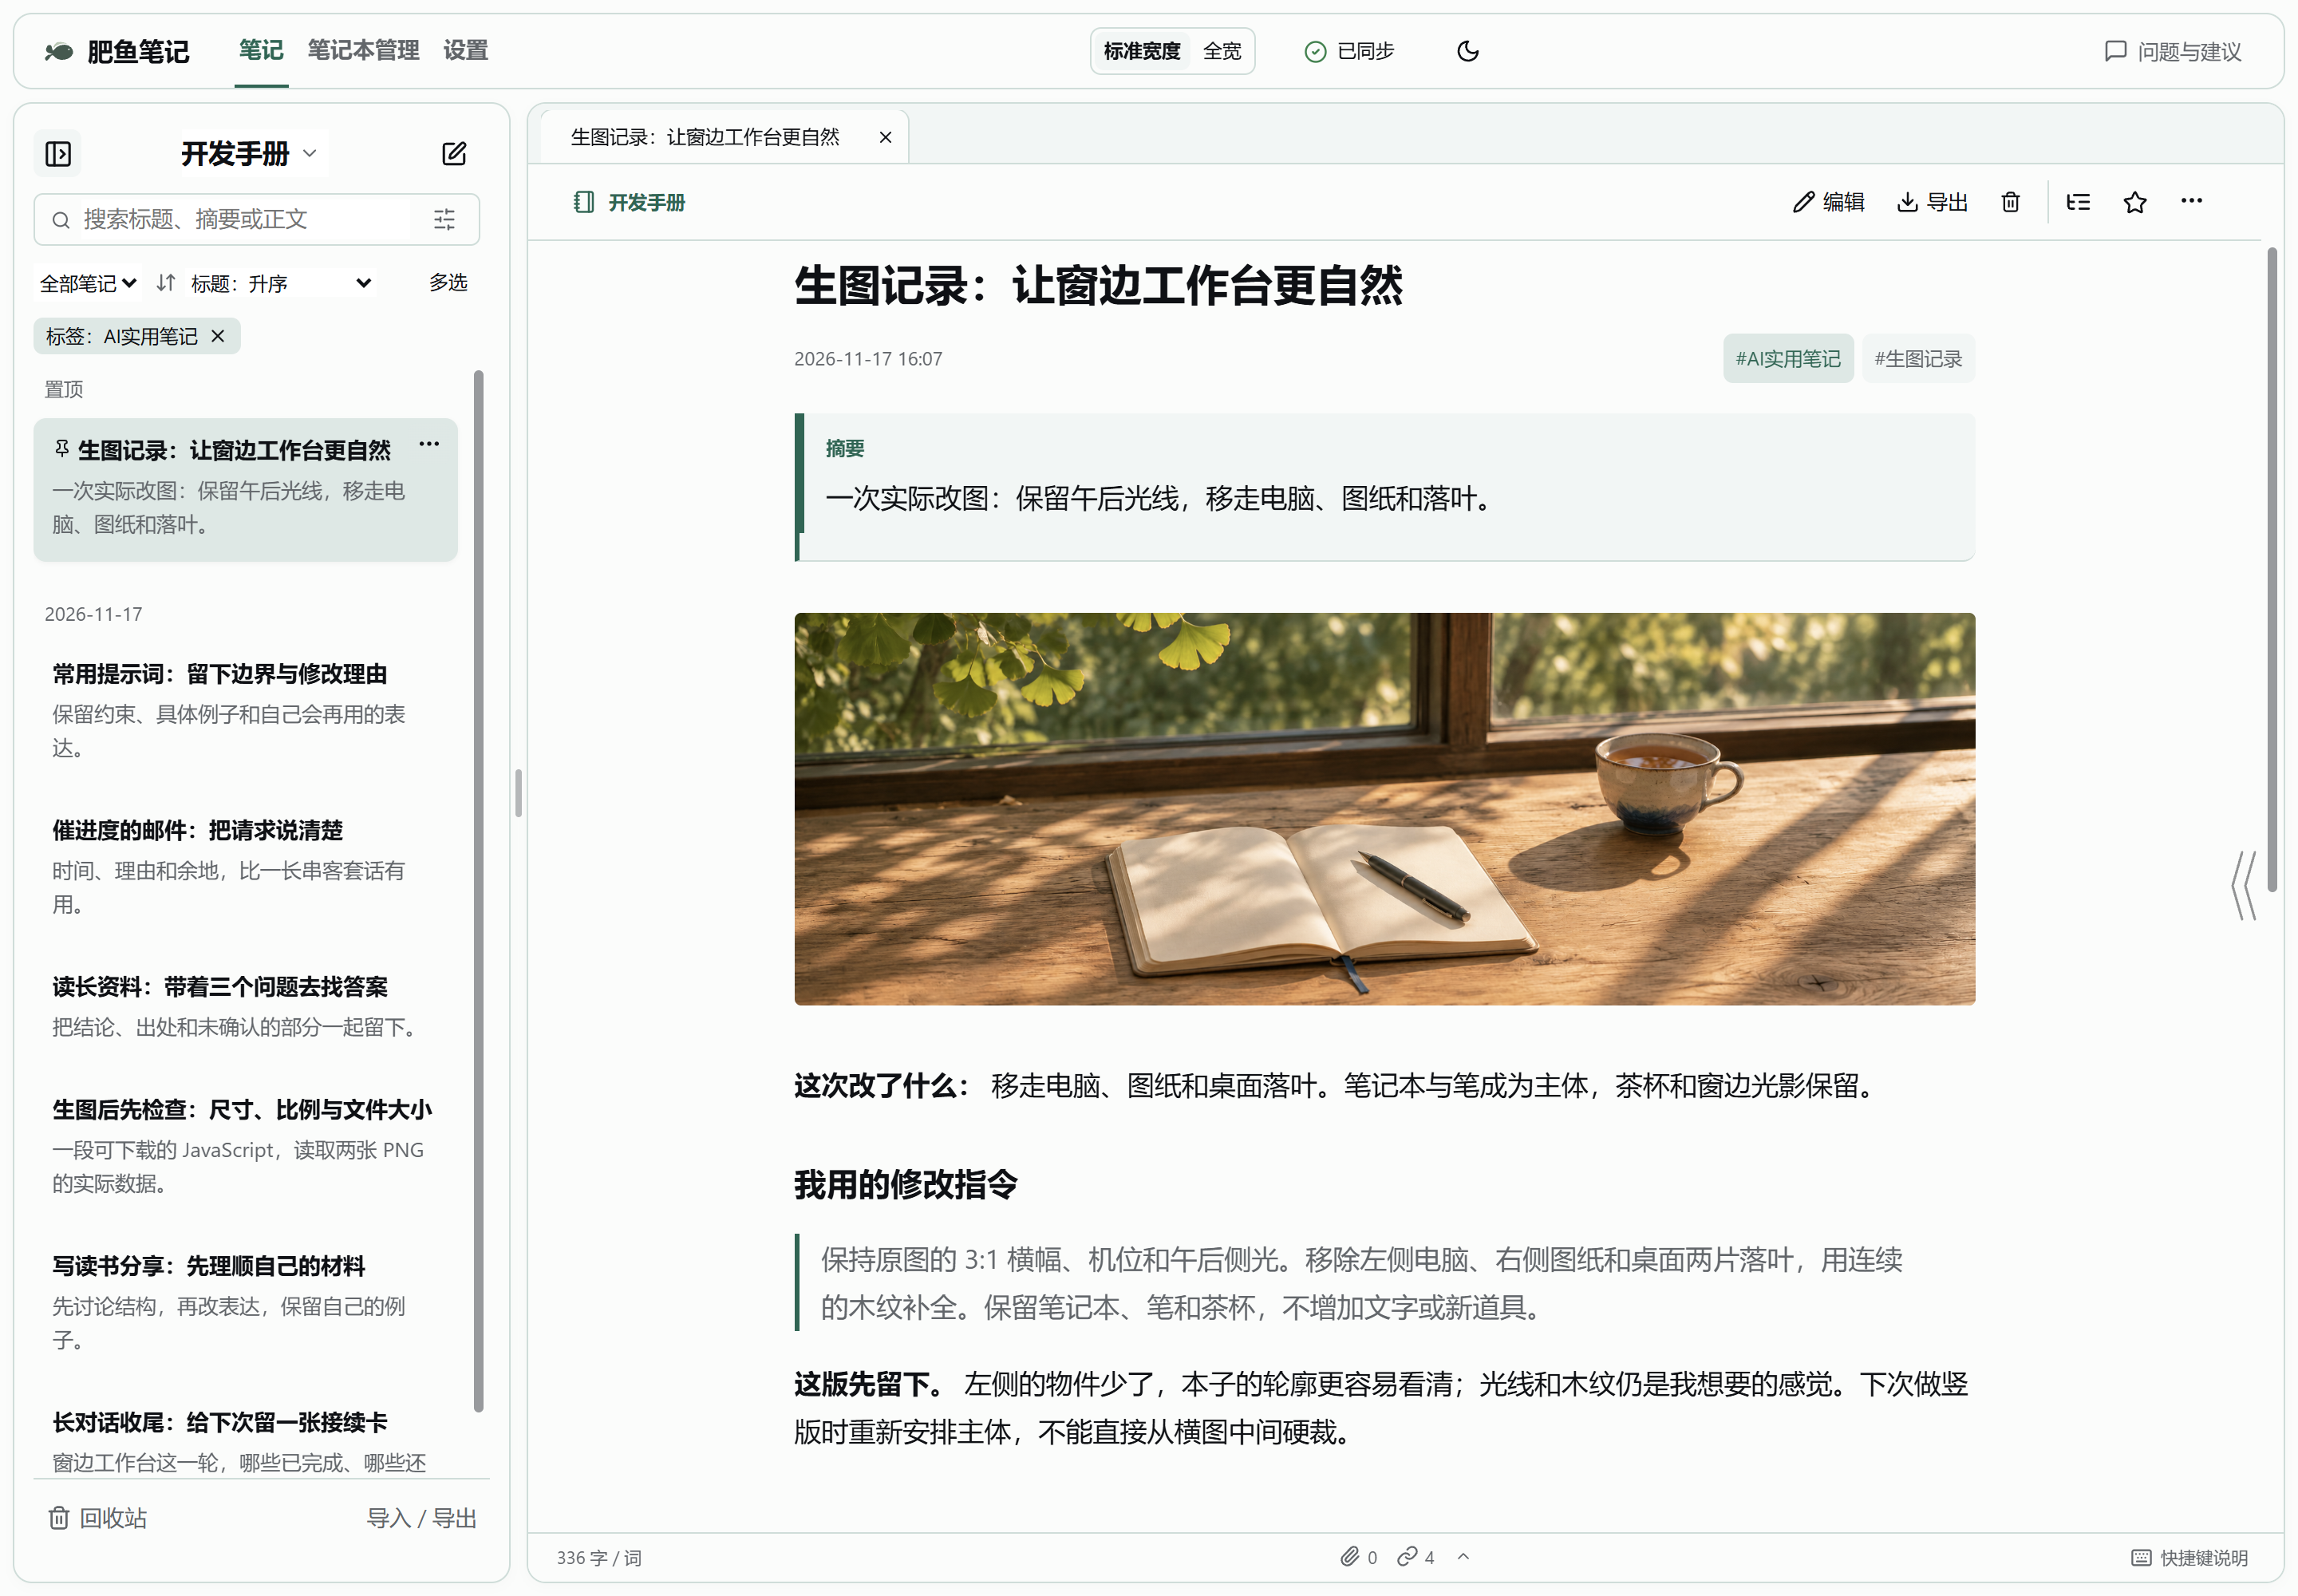 肥鱼笔记
笔记 笔记本管理 设置
标准宽度 全宽
已同步
问题与建议
开发手册
搜索标题、摘要或正文
全部笔记 标题：升序 多选
标签：AI实用笔记
置顶
生图记录：让窗边工作台更自然
一次实际改图：保留午后光线，移走电
脑、图纸和落叶。
2026-11-17
常用提示词：留下边界与修改理由
保留约束、具体例子和自己会再用的表
达。
催进度的邮件：把请求说清楚
时间、理由和余地，比一长串客套话有
用。
读长资料：带着三个问题去找答案
把结论、出处和未确认的部分一起留下。
生图后先检查：尺寸、比例与文件大小
一段可下载的 JavaScript，读取两张 PNG
的实际数据。
写读书分享：先理顺自己的材料
先讨论结构，再改表达，保留自己的例
子。
长对话收尾：给下次留一张接续卡
窗边工作台这一轮，哪些已完成、哪些还
回收站 导入 / 导出
生图记录：让窗边工作台更自然
开发手册
编辑 导出
生图记录：让窗边工作台更自然
2026-11-17 16:07
#AI实用笔记 #生图记录
摘要
一次实际改图：保留午后光线，移走电脑、图纸和落叶。
这次改了什么： 移走电脑、图纸和桌面落叶。笔记本与笔成为主体，茶杯和窗边光影保留。
我用的修改指令
保持原图的 3:1 横幅、机位和午后侧光。移除左侧电脑、右侧图纸和桌面两片落叶，用连续
的木纹补全。保留笔记本、笔和茶杯，不增加文字或新道具。
这版先留下。 左侧的物件少了，本子的轮廓更容易看清；光线和木纹仍是我想要的感觉。下次做竖
版时重新安排主体，不能直接从横图中间硬裁。
336 字 / 词
0 4
快捷键说明